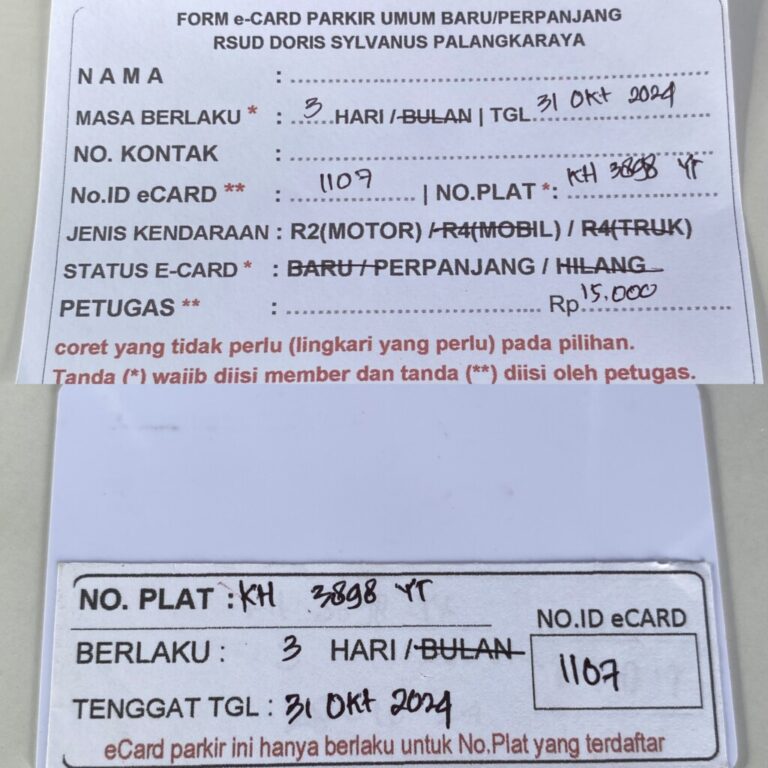 FORM e-CARD PARKIR UMUM BARU/PERPANJANG
RSUD DORIS SYLVANUS PALANGKARAYA
NAMA :
MASA BERLAKU * : 3 HARI / BULAN | TGL 31 Okt 2024
NO. KONTAK :
No.ID eCARD ** : 1107 | NO.PLAT *: KH 3898 YT
JENIS KENDARAAN : R2(MOTOR) / R4(MOBIL) / R4(TRUK)
STATUS E-CARD * : BARU / PERPANJANG / HILANG
PETUGAS ** : Rp 15.000
coret yang tidak perlu (lingkari yang perlu) pada pilihan.
Tanda (*) wajib diisi member dan tanda (**) diisi oleh petugas.
NO. PLAT : KH 3898 YT
NO.ID eCARD
BERLAKU : 3 HARI / BULAN
1107
TENGGAT TGL : 31 Okt 2024
eCard parkir ini hanya berlaku untuk No.Plat yang terdaftar